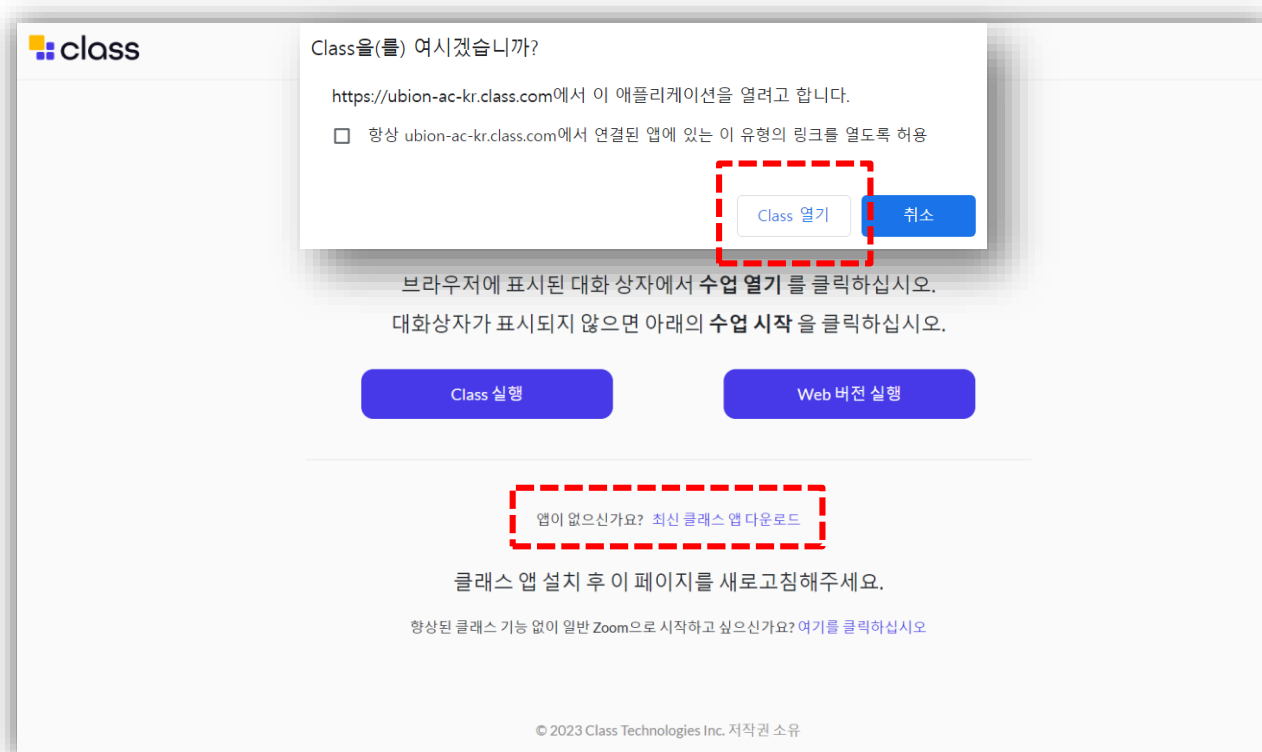 class
Class을(를) 여시겠습니까?
https://ubion-ac-kr.class.com에서 이 애플리케이션을 열려고 합니다.
항상 ubion-ac-kr.class.com에서 연결된 앱에 있는 이 유형의 링크를 열도록 허용
Class 열기
취소
브라우저에 표시된 대화 상자에서 수업 열기 를 클릭하십시오.
대화상자가 표시되지 않으면 아래의 수업 시작 을 클릭하십시오.
Class 실행
Web 버전 실행
앱이 없으신가요? 최신 클래스 앱 다운로드
클래스 앱 설치 후 이 페이지를 새로고침해주세요.
향상된 클래스 기능 없이 일반 Zoom으로 시작하고 싶으신가요? 여기를 클릭하십시오
© 2023 Class Technologies Inc. 저작권 소유